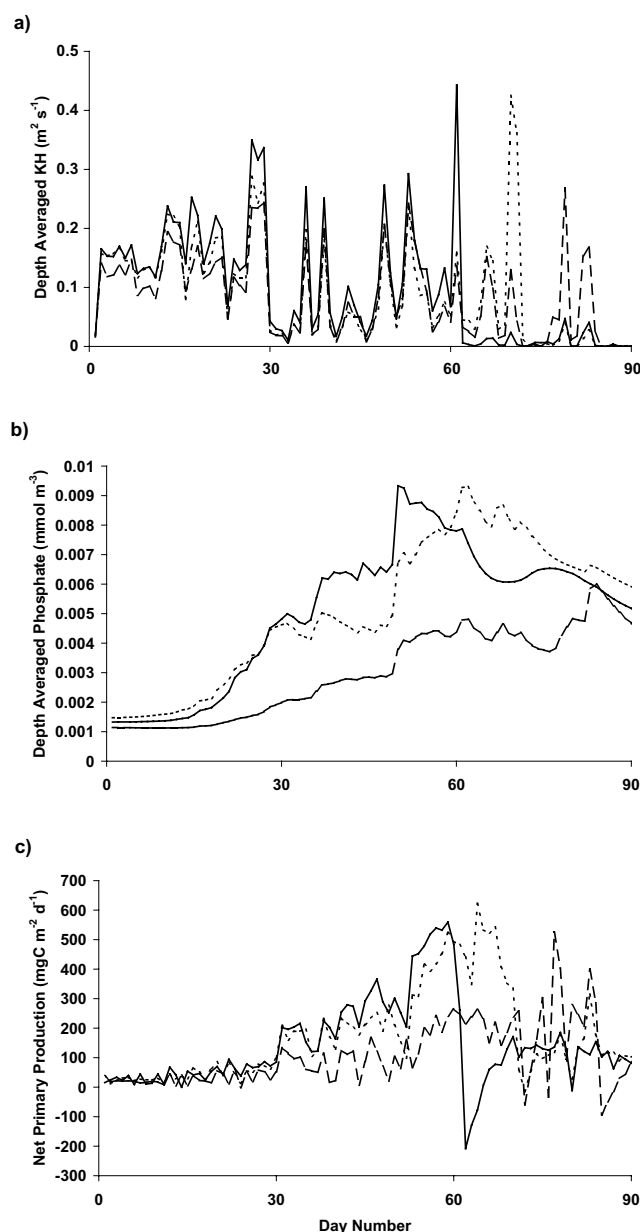 a)
0.5
0.4
0.3
0.2
0.1
0
Depth Averaged KH (m² s⁻¹)
0 30 60 90
b)
0.01
0.009
0.008
0.007
0.006
0.005
0.004
0.003
0.002
0.001
0
Depth Averaged Phosphate (mmol m⁻³)
0 30 60 90
c)
700
600
500
400
300
200
100
0
-100
-200
-300
Net Primary Production (mgC m⁻² d⁻¹)
0 30 60 90
Day Number